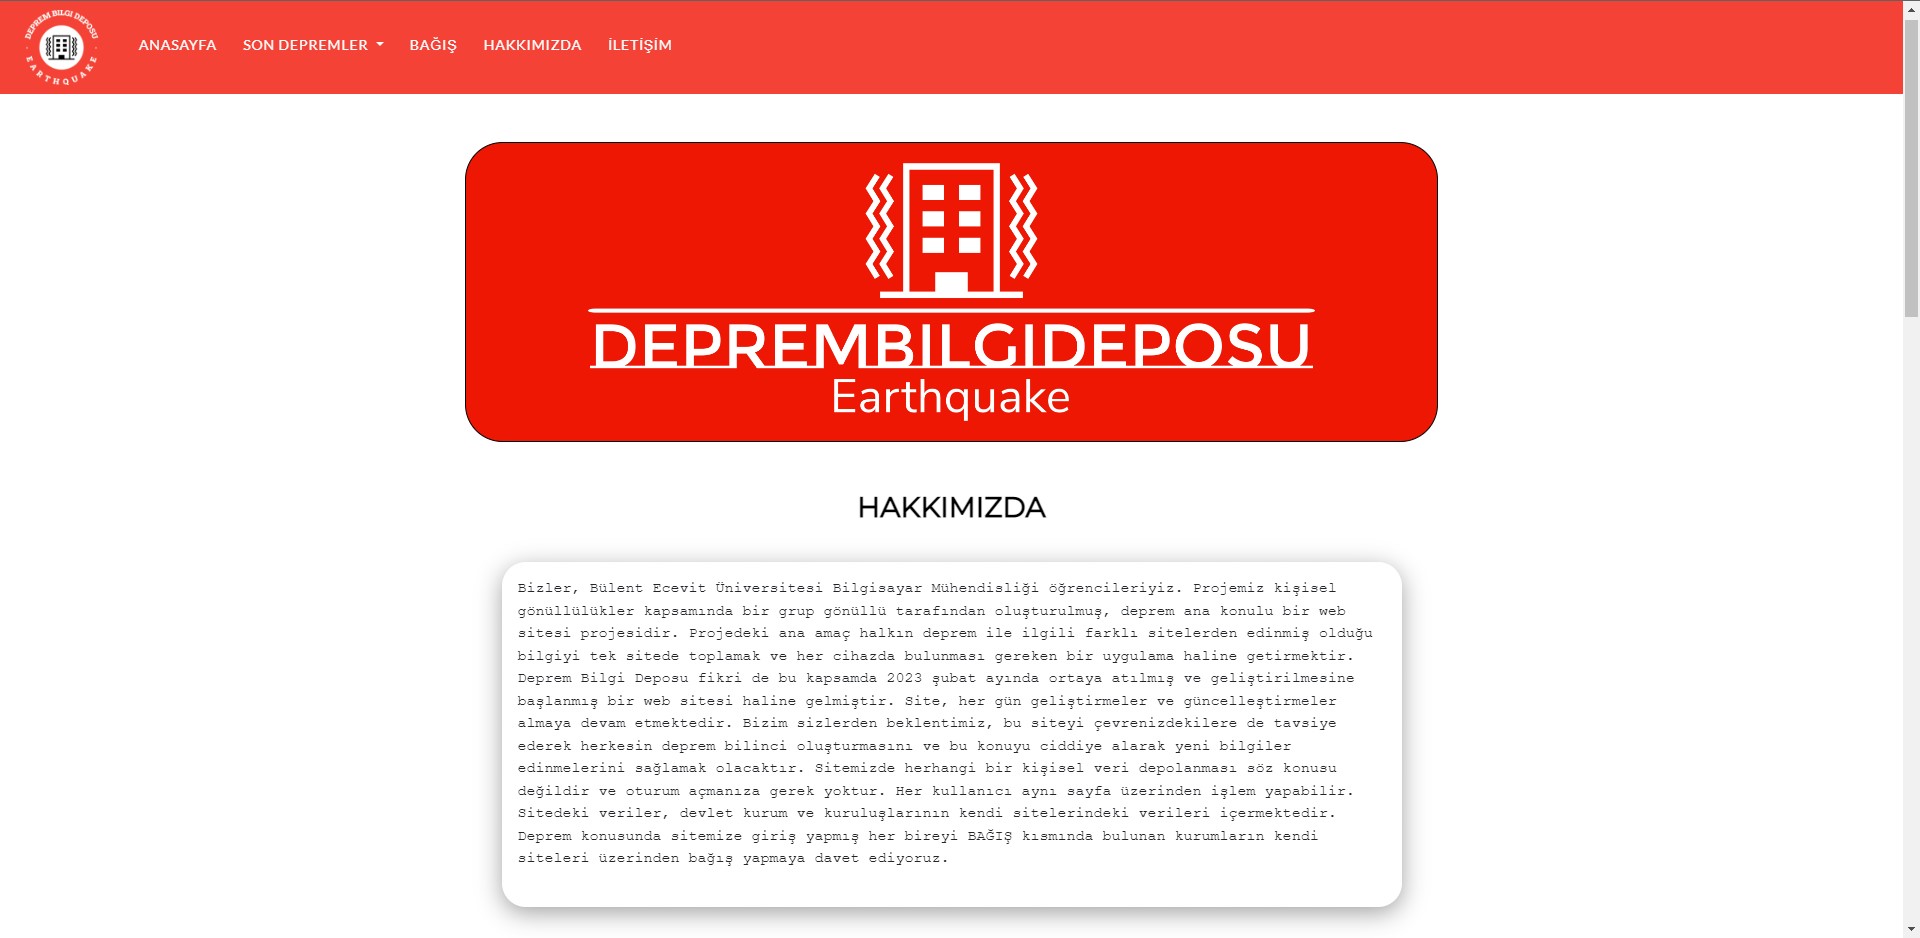 DEPREM BILGI DEPOSU
EARTHQUAKE
ANASAYFA SON DEPREMLER BAĞIŞ HAKKIMIZDA İLETİŞİM
DEPREMBILGIDEPOSU
Earthquake
HAKKIMIZDA
Bizler, Bülent Ecevit Üniversitesi Bilgisayar Mühendisliği öğrencileriyiz. Projemiz kişisel
gönüllülükler kapsamında bir grup gönüllü tarafından oluşturulmuş, deprem ana konulu bir web
sitesi projesidir. Projedeki ana amaç halkın deprem ile ilgili farklı sitelerden edinmiş olduğu
bilgiyi tek sitede toplamak ve her cihazda bulunması gereken bir uygulama haline getirmektir.
Deprem Bilgi Deposu fikri de bu kapsamda 2023 şubat ayında ortaya atılmış ve geliştirilmesine
başlanmış bir web sitesi haline gelmiştir. Site, her gün geliştirmeler ve güncelleştirmeler
almaya devam etmektedir. Bizim sizlerden beklentimiz, bu siteyi çevrenizdekilere de tavsiye
ederek herkesin deprem bilinci oluşturmasını ve bu konuyu ciddiye alarak yeni bilgiler
edinmelerini sağlamak olacaktır. Sitemizde herhangi bir kişisel veri depolanması söz konusu
değildir ve oturum açmanıza gerek yoktur. Her kullanıcı aynı sayfa üzerinden işlem yapabilir.
Sitedeki veriler, devlet kurum ve kuruluşlarının kendi sitelerindeki verileri içermektedir.
Deprem konusunda sitemize giriş yapmış her bireyi BAĞIŞ kısmında bulunan kurumların kendi
siteleri üzerinden bağış yapmaya davet ediyoruz.